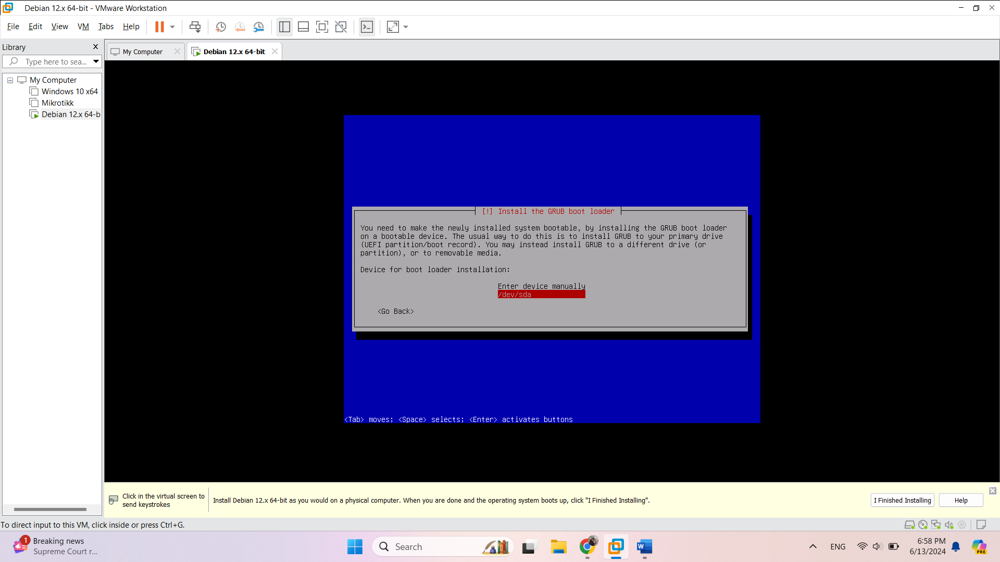 Debian 12.x 64-bit - VMware Workstation
File Edit View VM Tabs Help
Library
Type here to sea...
My Computer
Windows 10 x64
Mikrotikk
Debian 12.x 64-b
My Computer
Debian 12.x 64-bit
[!] Install the GRUB boot loader
You need to make the newly installed system bootable, by installing the GRUB boot loader
on a bootable device. The usual way to do this is to install GRUB to your primary drive
(UEFI partition/boot record). You may instead install GRUB to a different drive (or
partition), or to removable media.
Device for boot loader installation:
Enter device manually
/dev/sda
<Go Back>
<Tab> moves; <Space> selects; <Enter> activates buttons
Click in the virtual screen to
send keystrokes
Install Debian 12.x 64-bit as you would on a physical computer. When you are done and the operating system boots up, click "I Finished Installing".
I Finished Installing
Help
To direct input to this VM, click inside or press Ctrl+G.
1
Breaking news
Supreme Court r...
Search
W
ENG
6:58 PM
6/13/2024
PRE